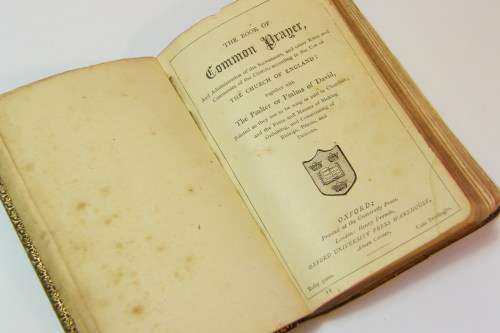 THE BOOK OF
Common Prayer,
And Administration of the Sacraments, and other Rites and
Ceremonies of the Church, according to the Use of
THE CHURCH OF ENGLAND:
together with
The Psalter or Psalms of David,
Pointed as they are to be sung or said in Churches;
and the Form and Manner of Making,
Ordaining, and Consecrating of
Bishops, Priests, and
Deacons.
OXFORD:
Printed at the University Press.
London: Henry Frowde,
OXFORD UNIVERSITY PRESS WAREHOUSE,
Amen Corner.
Ruby 32mo.
Cum Privilegio.